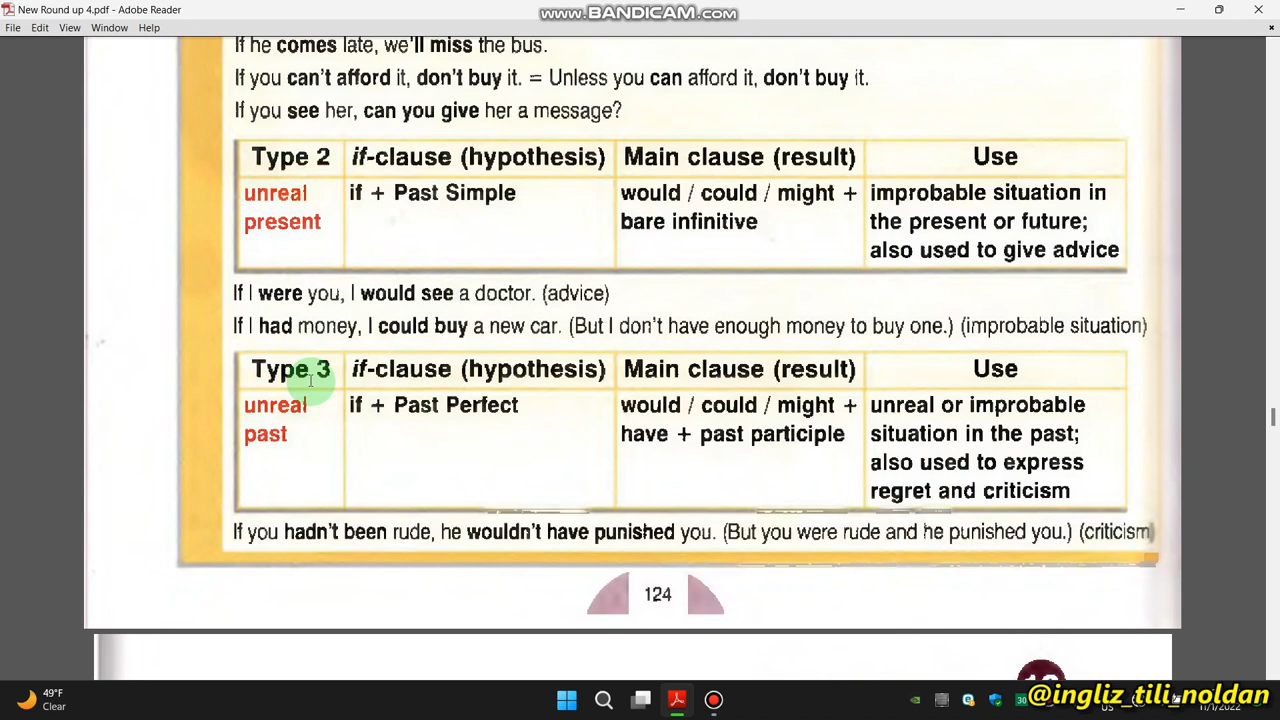 New Round up 4.pdf - Adobe Reader
www.BANDICAM.com
File Edit View Window Help
If he comes late, we'll miss the bus.
If you can't afford it, don't buy it. = Unless you can afford it, don't buy it.
If you see her, can you give her a message?
Type 2 if-clause (hypothesis) Main clause (result) Use
unreal if + Past Simple would / could / might + improbable situation in
present bare infinitive the present or future;
also used to give advice
If I were you, I would see a doctor. (advice)
If I had money, I could buy a new car. (But I don't have enough money to buy one.) (improbable situation)
Type 3 if-clause (hypothesis) Main clause (result) Use
unreal if + Past Perfect would / could / might + unreal or improbable
past have + past participle situation in the past;
also used to express
regret and criticism
If you hadn't been rude, he wouldn't have punished you. (But you were rude and he punished you.) (criticism)
124
49°F
Clear
30
@ingliz_tili_noldan
US
11/1/2022